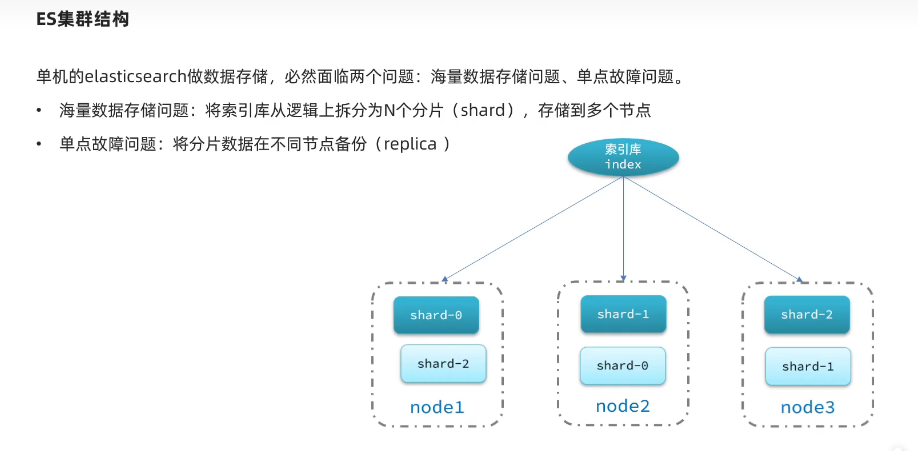 ES集群结构
单机的elasticsearch做数据存储，必然面临两个问题：海量数据存储问题、单点故障问题。
• 海量数据存储问题：将索引库从逻辑上拆分为N个分片（shard），存储到多个节点
• 单点故障问题：将分片数据在不同节点备份（replica ）
索引库
index
shard-0
shard-2
node1
shard-1
shard-0
node2
shard-2
shard-1
node3